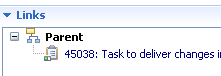 Links
Parent
45038: Task to deliver changes i